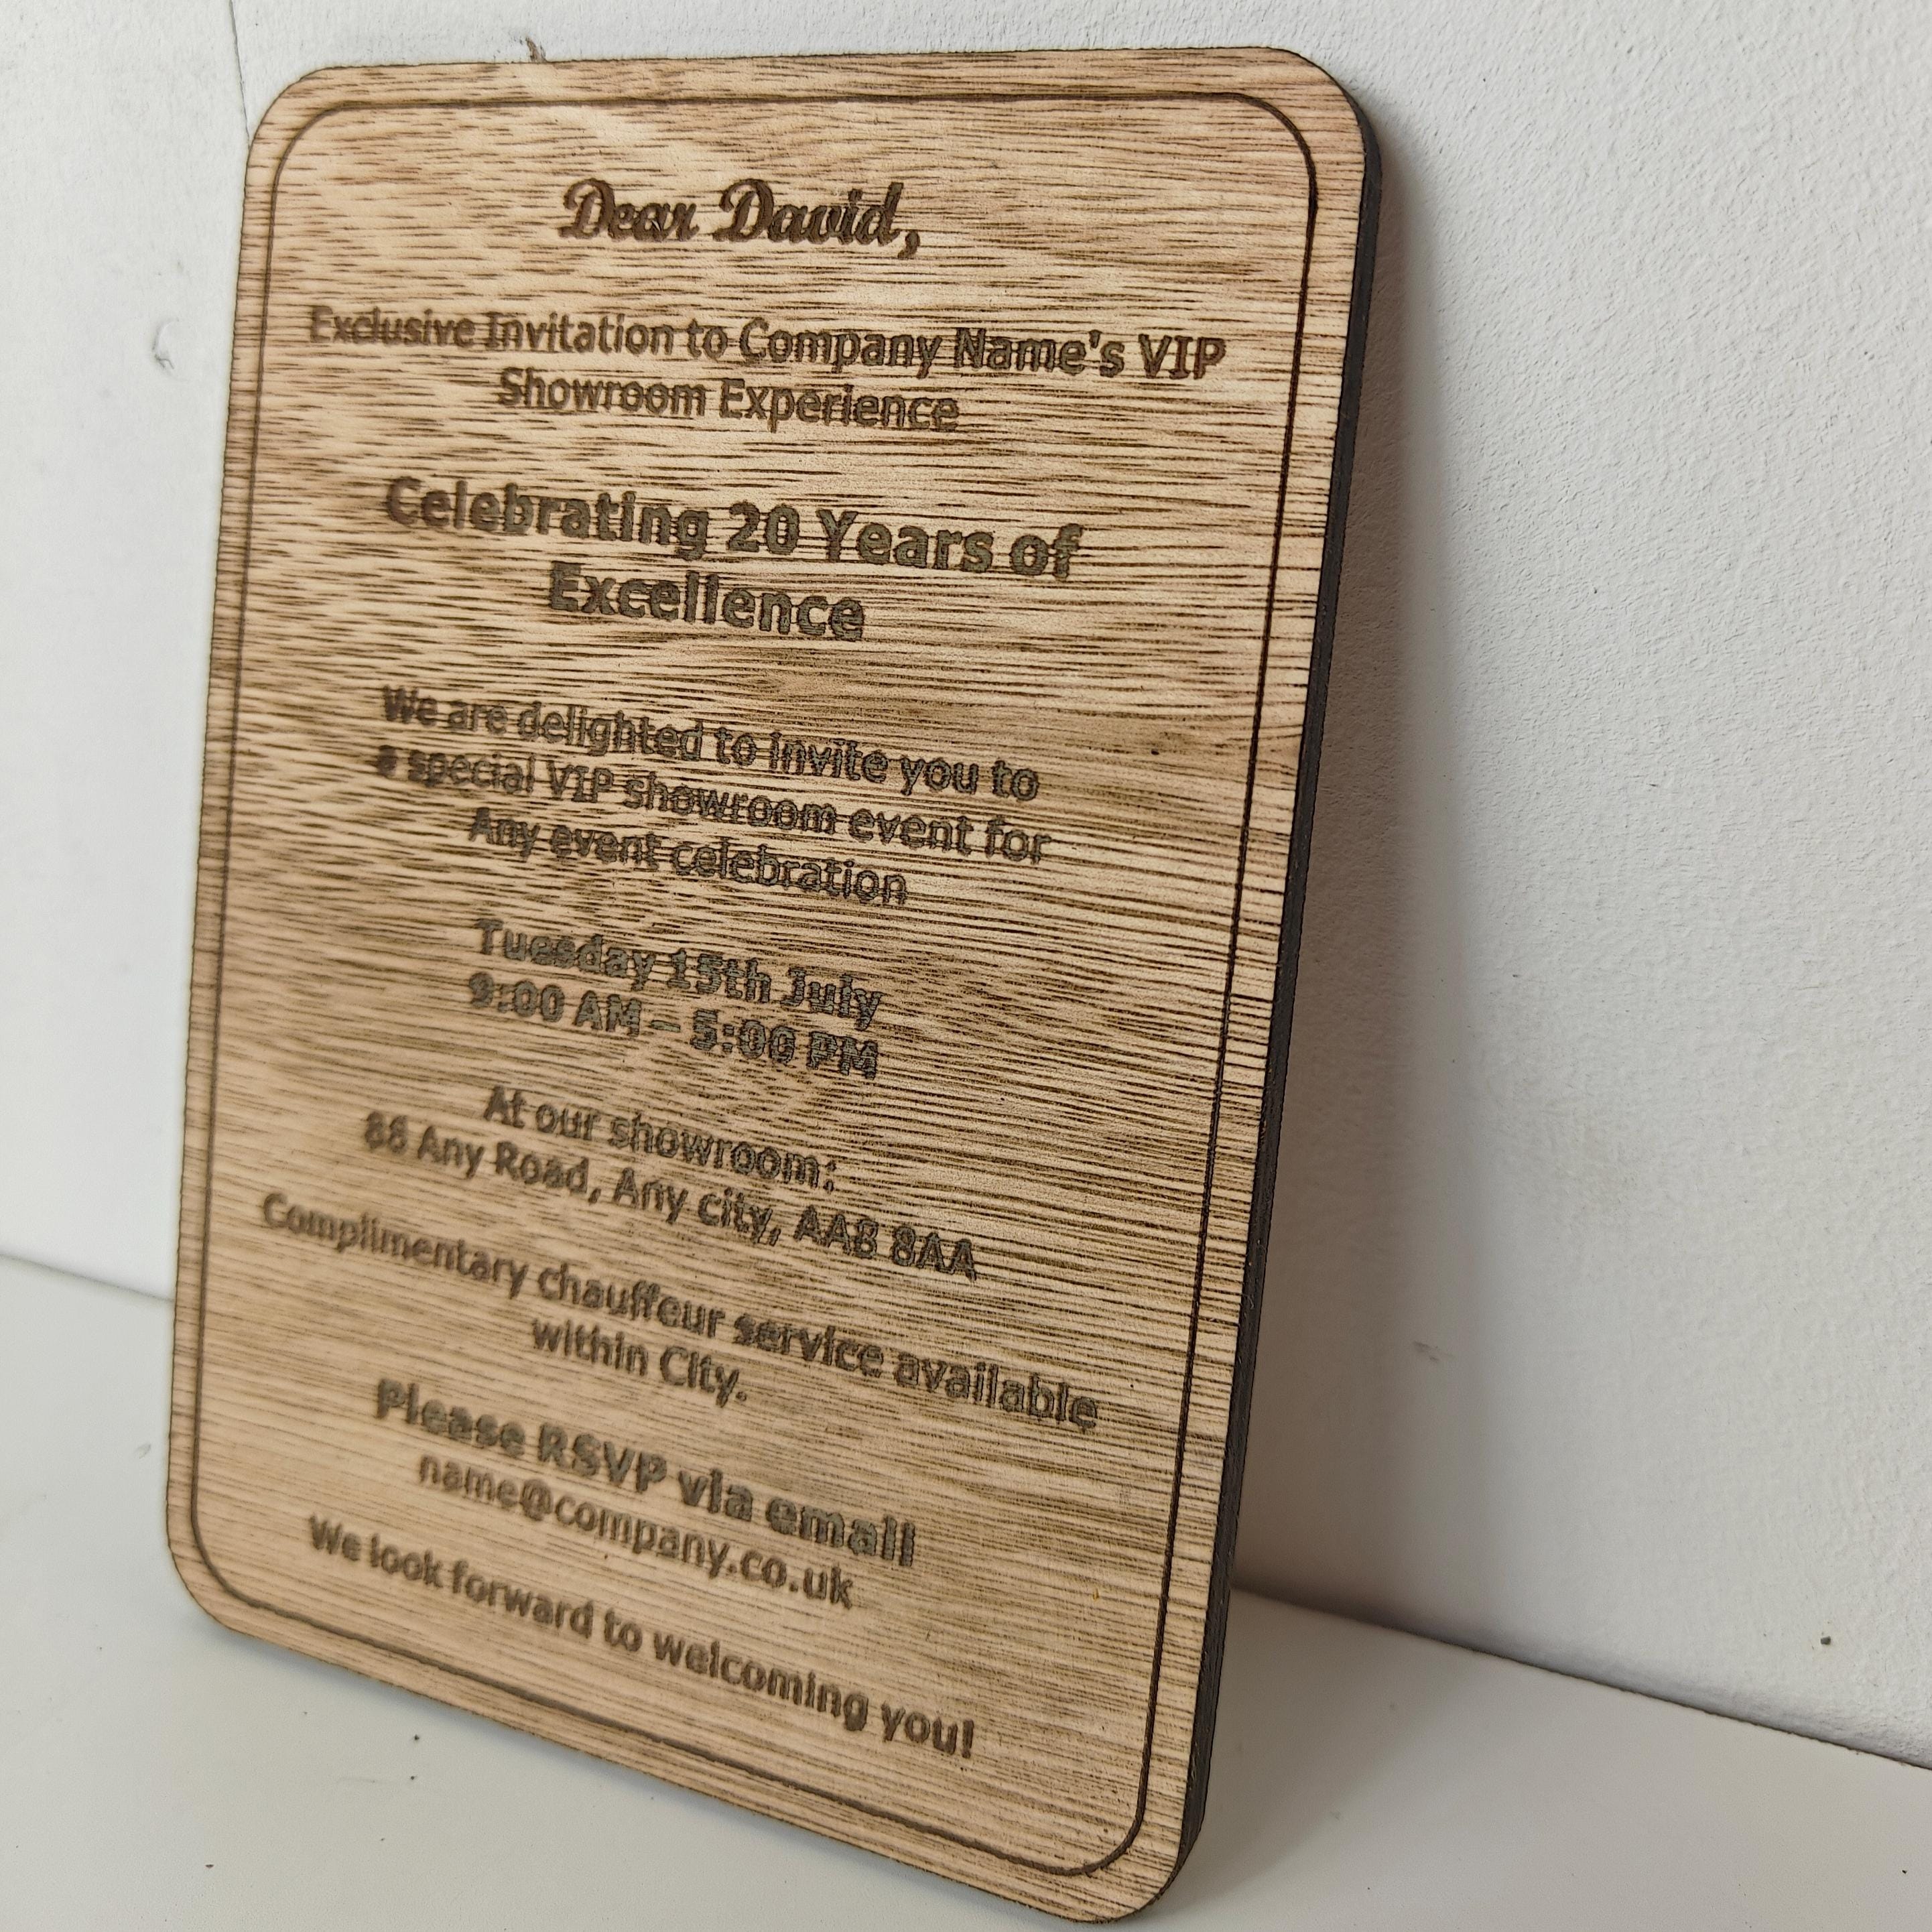 Dear David,
Exclusive Invitation to Company Name's VIP
Showroom Experience
Celebrating 20 Years of
Excellence
We are delighted to invite you to
a special VIP showroom event for
Any event celebration
Tuesday 15th July
9:00 AM – 5:00 PM
At our showroom:
88 Any Road, Any city, AA8 8AA
Complimentary chauffeur service available
within City.
Please RSVP via email
name@company.co.uk
We look forward to welcoming you!